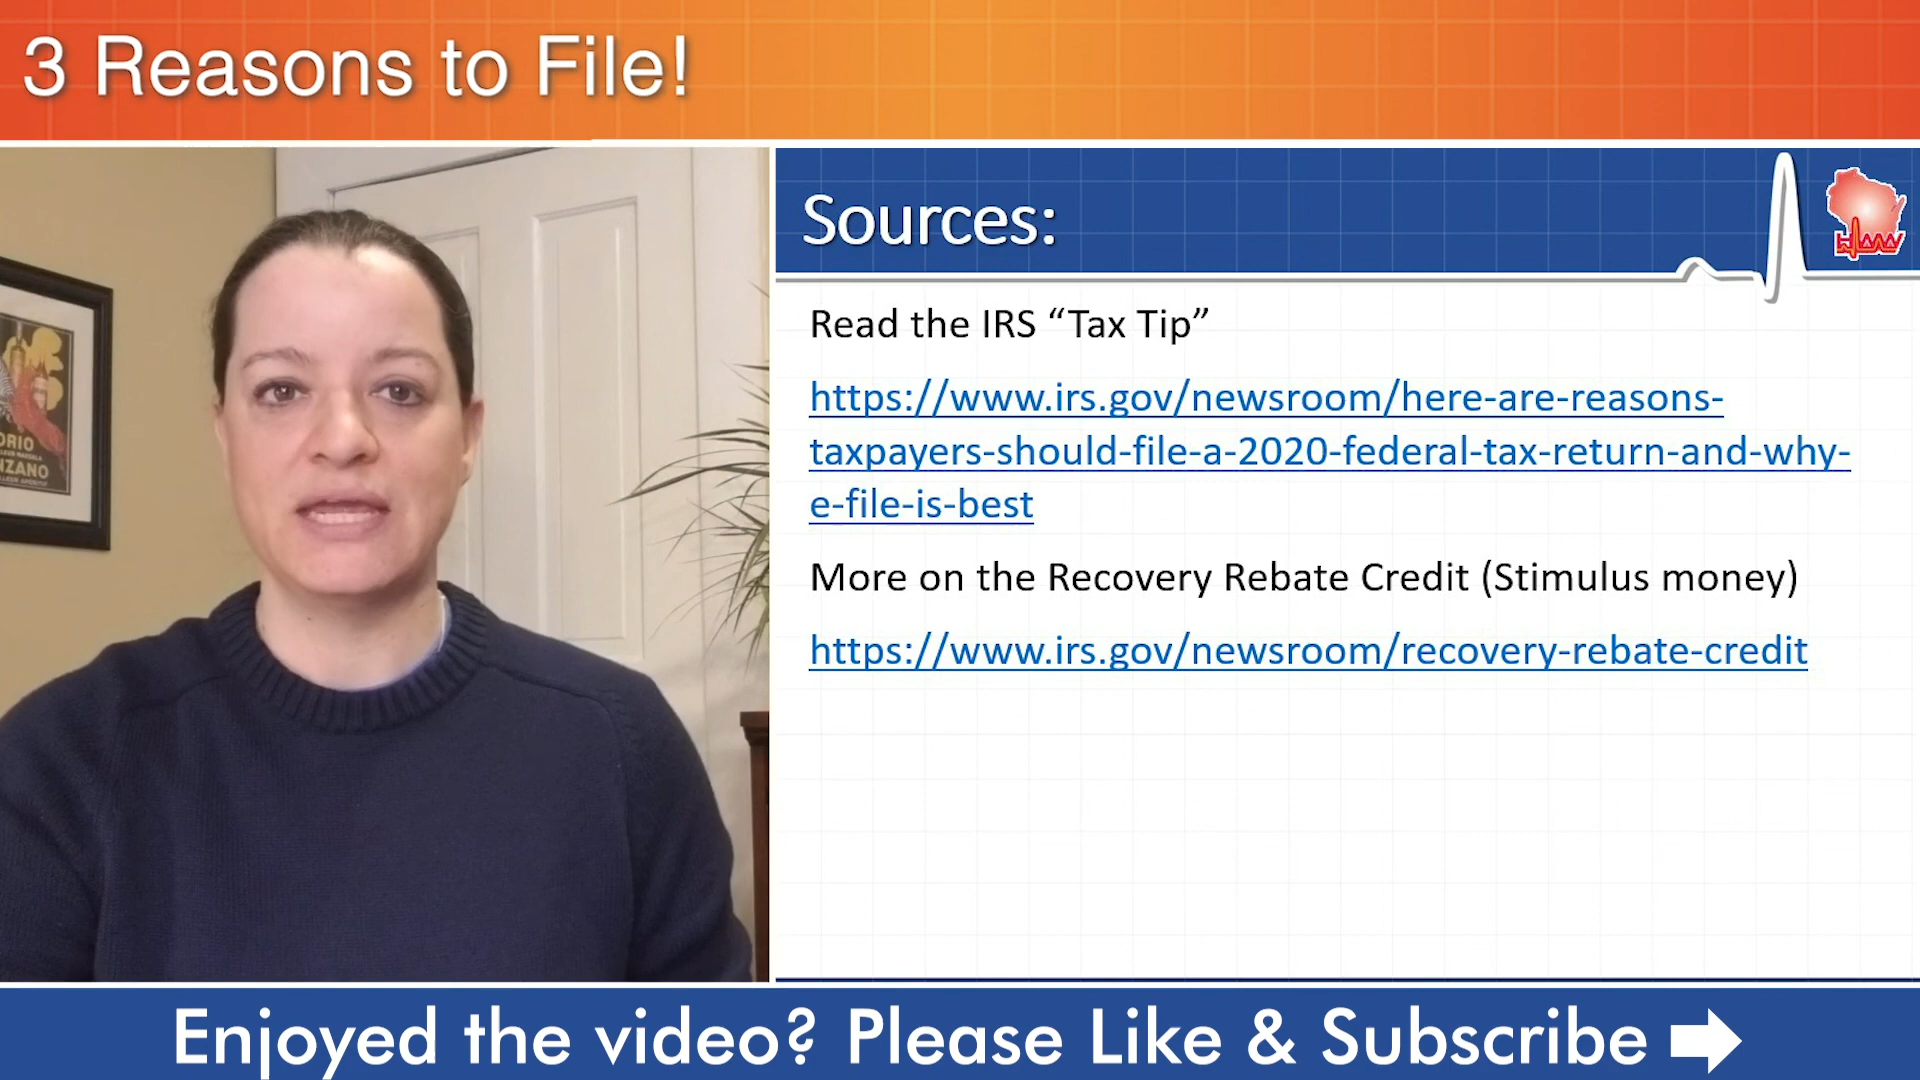 3 Reasons to File!
Sources:
Read the IRS “Tax Tip”
https://www.irs.gov/newsroom/here-are-reasons-
taxpayers-should-file-a-2020-federal-tax-return-and-why-
e-file-is-best
More on the Recovery Rebate Credit (Stimulus money)
https://www.irs.gov/newsroom/recovery-rebate-credit
ORIO
NZANO
Enjoyed the video? Please Like & Subscribe